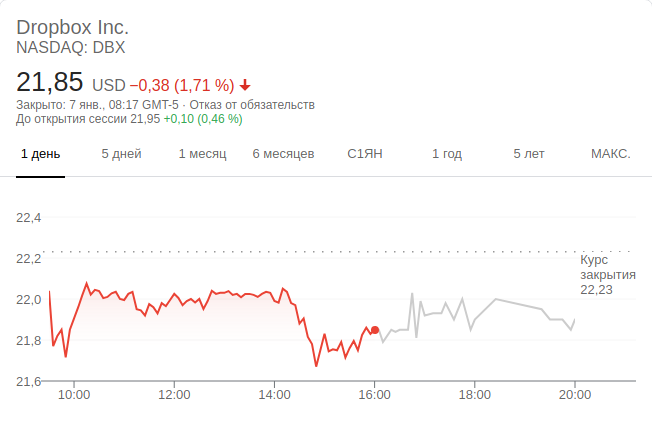 Dropbox Inc.
NASDAQ: DBX
21,85 USD −0,38 (1,71 %)
Закрыто: 7 янв., 08:17 GMT-5 · Отказ от обязательств
До открытия сессии 21,95 +0,10 (0,46 %)
1 день 5 дней 1 месяц 6 месяцев С1ЯН 1 год 5 лет МАКС.
22,4
22,2
Курс
закрытия
22,23
22,0
21,8
21,6
10:00 12:00 14:00 16:00 18:00 20:00